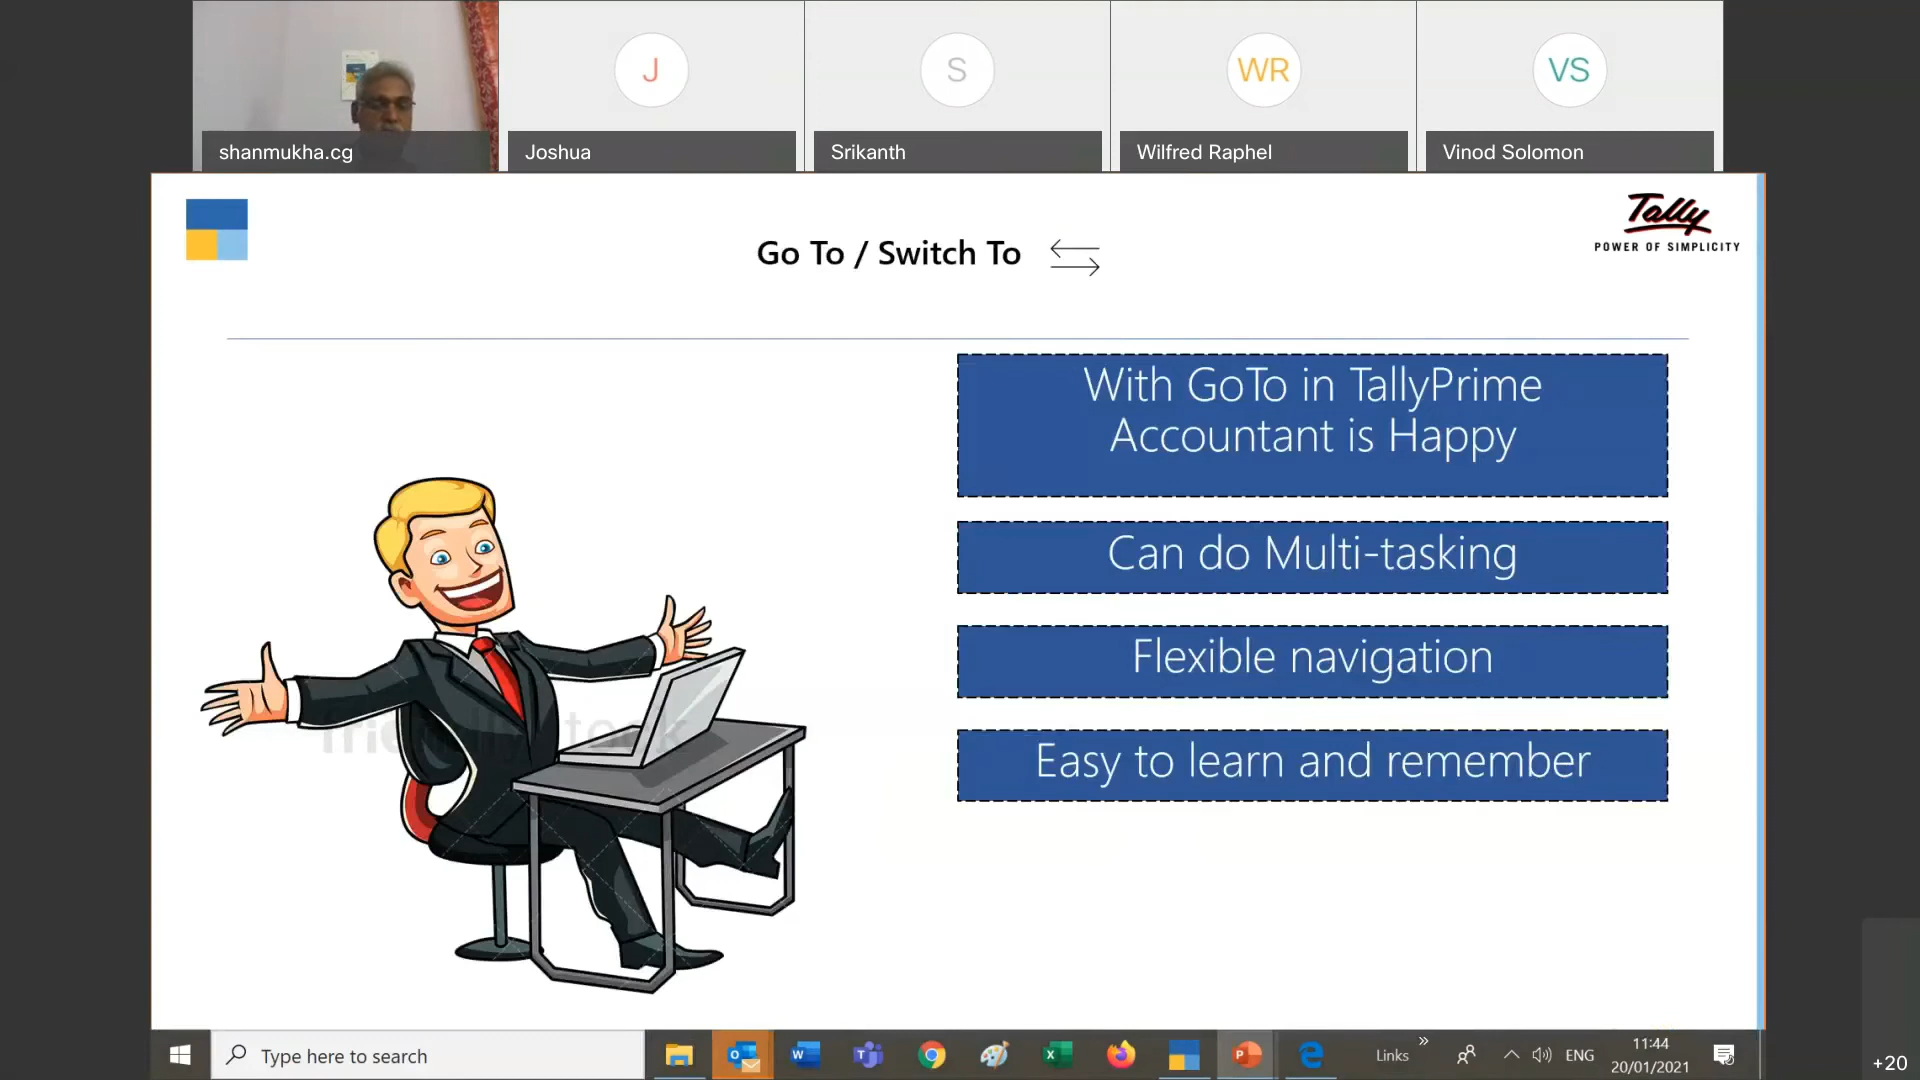 J
S
WR
VS
shanmukha.cg
Joshua
Srikanth
Wilfred Raphel
Vinod Solomon
Tally
POWER OF SIMPLICITY
Go To / Switch To
With GoTo in TallyPrime
Accountant is Happy
Can do Multi-tasking
Flexible navigation
Easy to learn and remember
Type here to search
Links
ENG
11:44
20/01/2021
+20